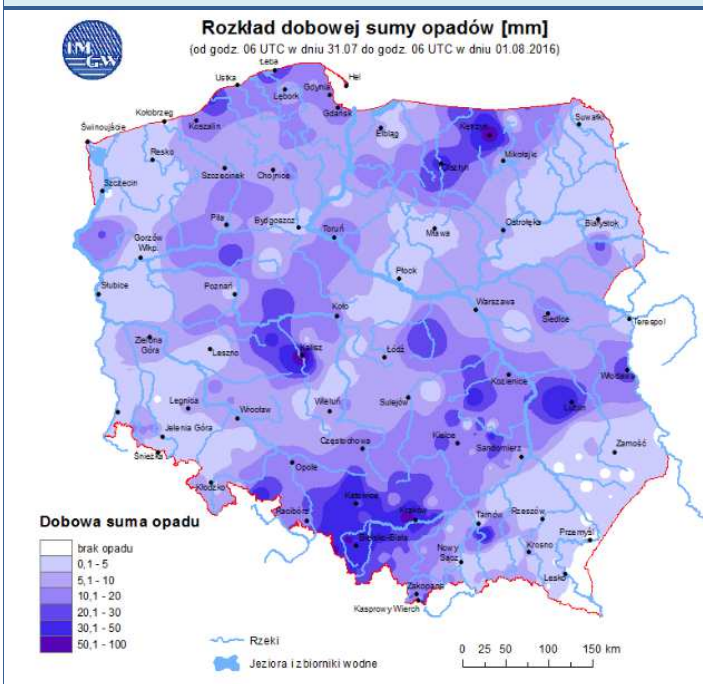 Rozkład dobowej sumy opadów [mm]
(od godz. 06 UTC w dniu 31.07 do godz. 06 UTC w dniu 01.08.2016)
IM
GW
Łeba
Ustka
Hel
Lębork
Gdynia
Gdańsk
Kołobrzeg
Koszalin
Świnoujście
Elbląg
Kętrzyn
Suwałki
Resko
Olsztyn
Mikołajki
Szczecin
Szczecinek
Chojnice
Piła
Bydgoszcz
Toruń
Mława
Ostrołęka
Białystok
Gorzów
Wlkp.
Płock
Słubice
Poznań
Koło
Warszawa
Siedlce
Terespol
Zielona
Góra
Leszno
Kalisz
Łódź
Kozienice
Włodawa
Legnica
Wrocław
Wieluń
Sulejów
Lublin
Jelenia Góra
Częstochowa
Kielce
Sandomierz
Zamość
Śnieżka
Opole
Kłodzko
Katowice
Racibórz
Kraków
Tarnów
Rzeszów
Przemyśl
Bielsko-Biała
Nowy
Sącz
Krosno
Lesko
Zakopane
Kasprowy Wierch
Dobowa suma opadu
brak opadu
0,1 - 5
5,1 - 10
10,1 - 20
20,1 - 30
30,1 - 50
50,1 - 100
Rzeki
Jeziora i zbiorniki wodne
0 25 50 100 150 km